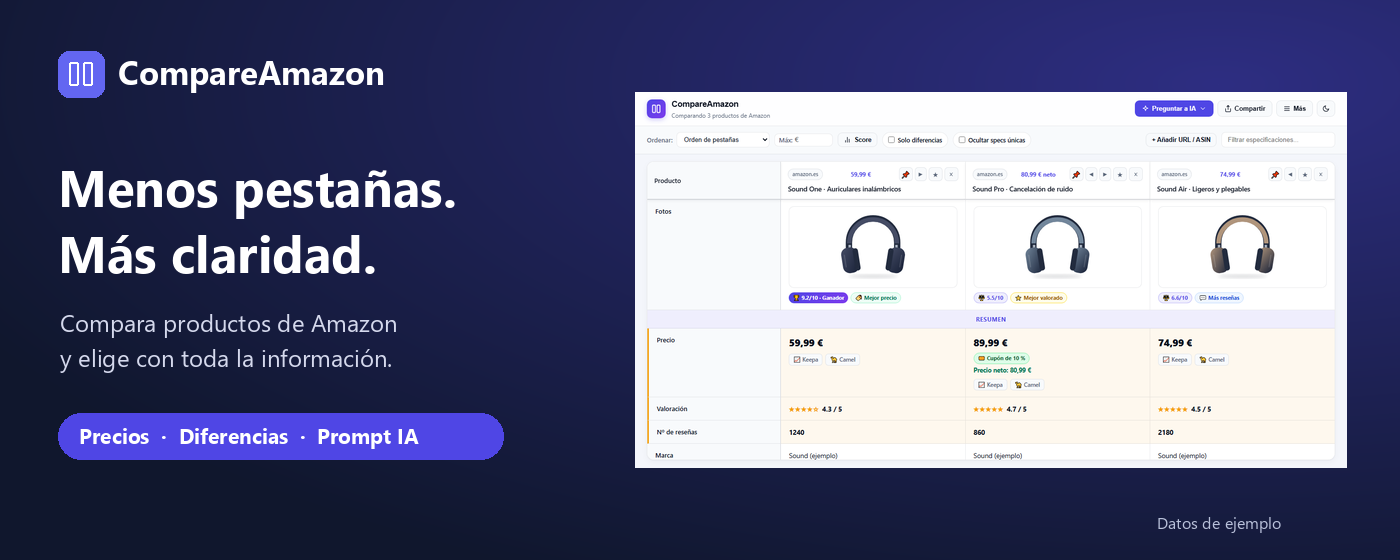 CompareAmazon
Menos pestañas.
Más claridad.
Compara productos de Amazon
y elige con toda la información.
Precios · Diferencias · Prompt IA
CompareAmazon
Comparando 3 productos de Amazon
Preguntar a IA
Compartir
Más
Ordenar: Orden de pestañas Máx: € Score Solo diferencias Ocultar specs únicas + Añadir URL / ASIN Filtrar especificaciones...
Producto
amazon.es 59,99 €
Sound One · Auriculares inalámbricos
amazon.es 80,99 € neto
Sound Pro · Cancelación de ruido
amazon.es 74,99 €
Sound Air · Ligeros y plegables
Fotos
9.2/10 · Ganador Mejor precio
5.5/10 Mejor valorado
6.6/10 Más reseñas
RESUMEN
Precio
59,99 €
Keepa Camel
89,99 €
Cupón de 10 %
Precio neto: 80,99 €
Keepa Camel
74,99 €
Keepa Camel
Valoración ★★★★★ 4.3 / 5 ★★★★★ 4.7 / 5 ★★★★★ 4.5 / 5
Nº de reseñas 1240 860 2180
Marca Sound (ejemplo) Sound (ejemplo) Sound (ejemplo)
Datos de ejemplo